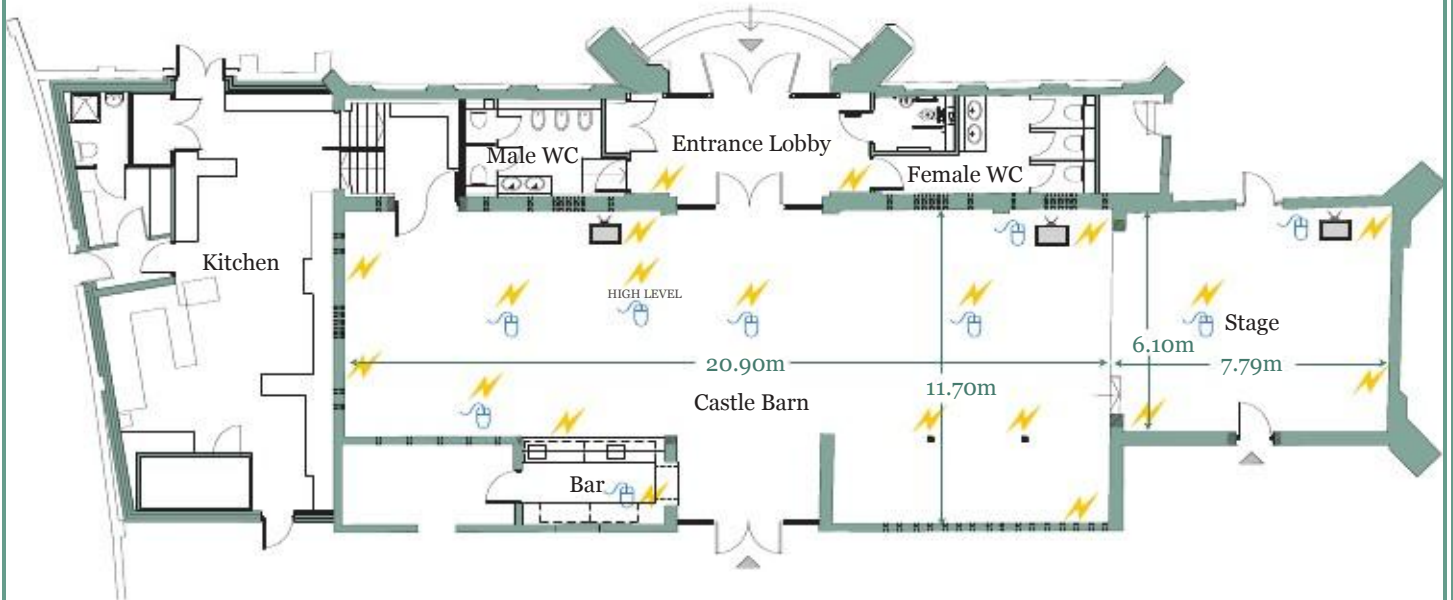 Entrance Lobby
Male WC
Female WC
Kitchen
HIGH LEVEL
Stage
6.10m
20.90m
7.79m
11.70m
Castle Barn
Bar